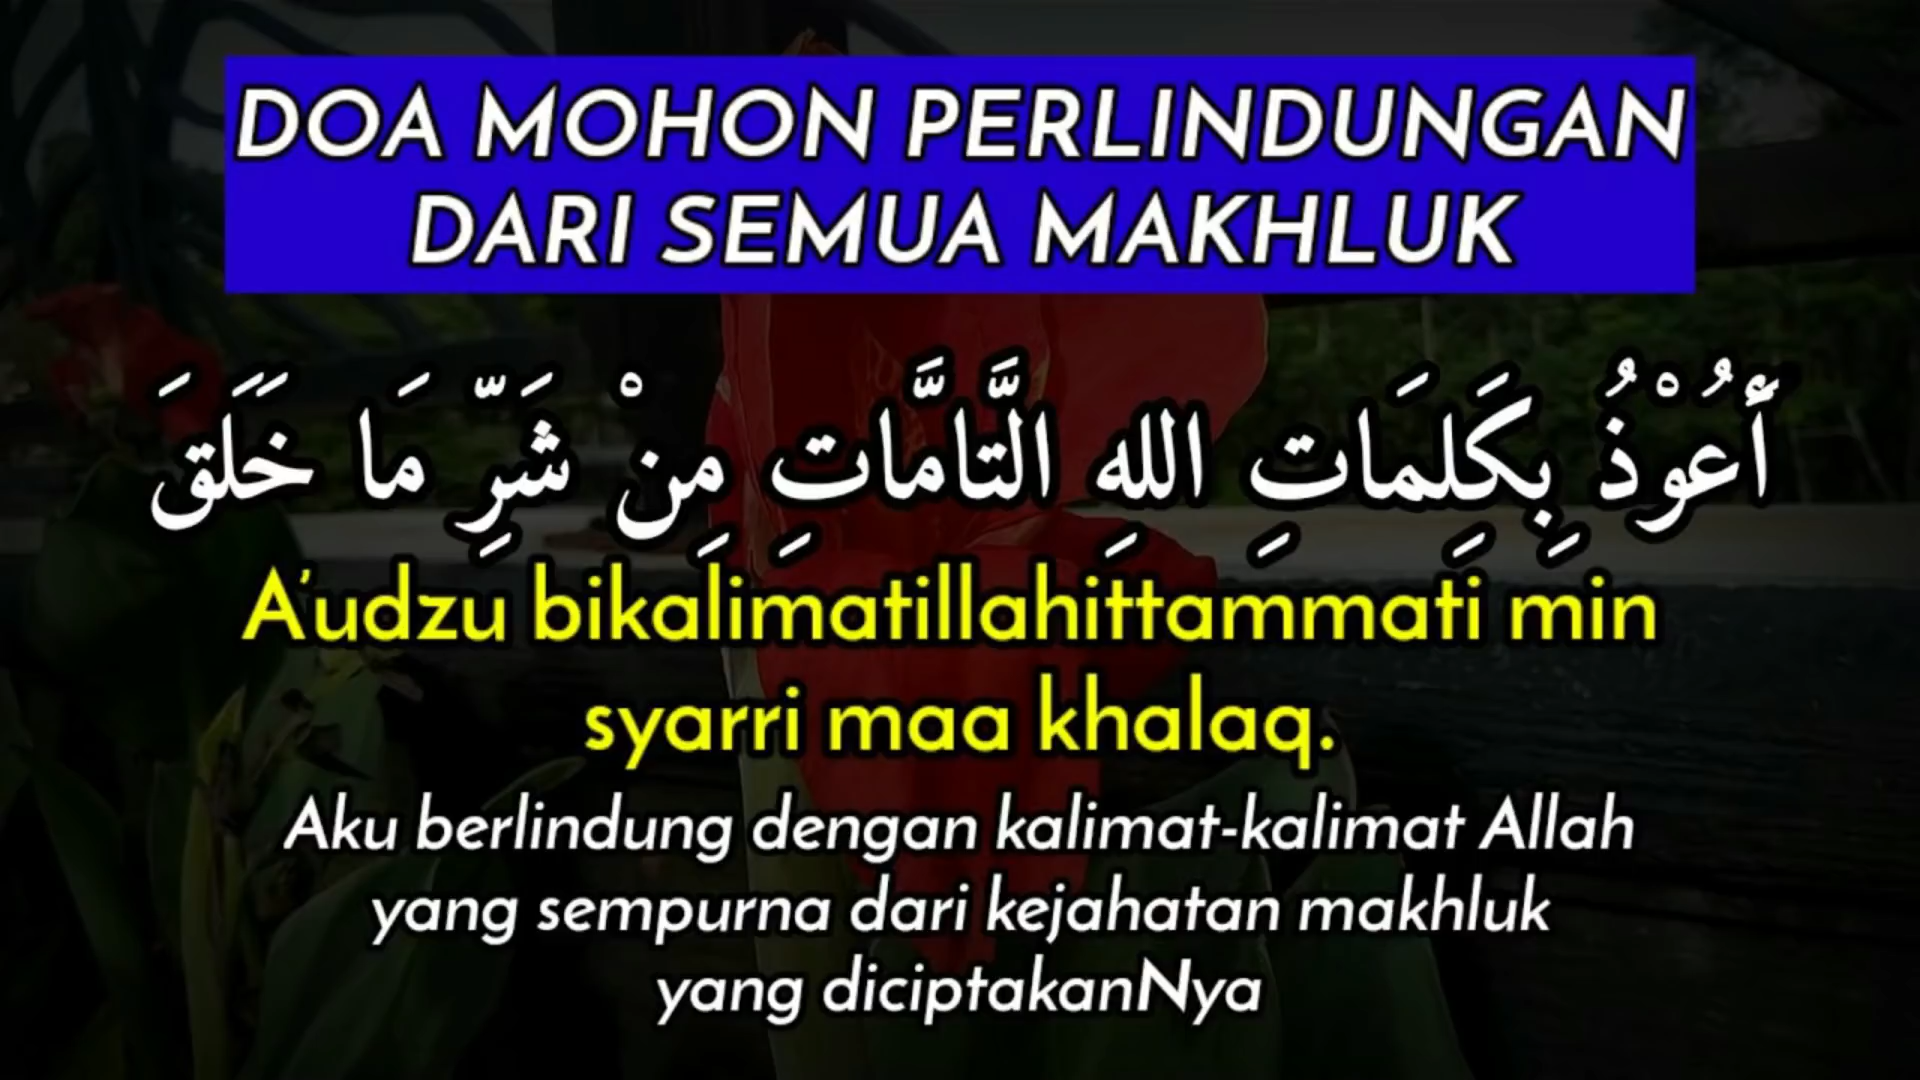 DOA MOHON PERLINDUNGAN
DARI SEMUA MAKHLUK
أَعُوْذُ بِكَلِمَاتِ اللهِ التَّامَّاتِ مِنْ شَرِّ مَا خَلَقَ
A'udzu bikalimatillahittammati min
syarri maa khalaq.
Aku berlindung dengan kalimat-kalimat Allah
yang sempurna dari kejahatan makhluk
yang diciptakanNya